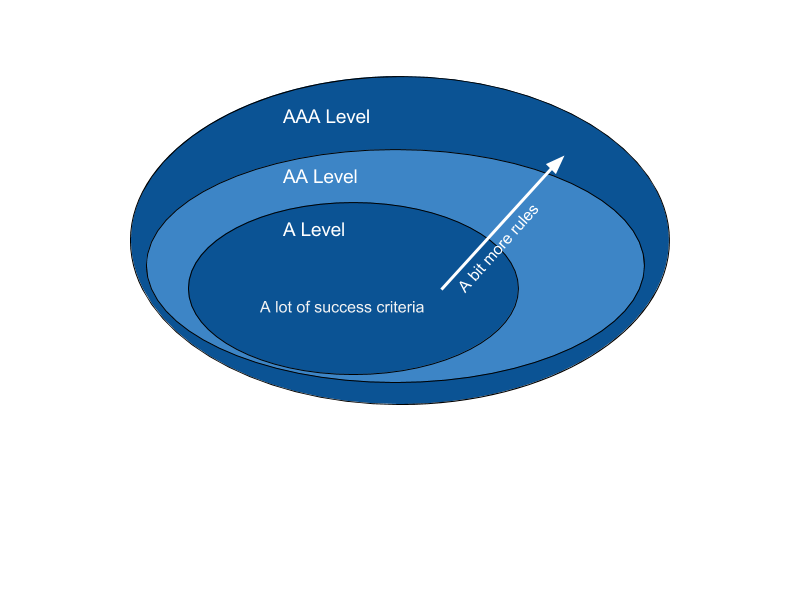 AAA Level
AA Level
A Level
A bit more rules
A lot of success criteria